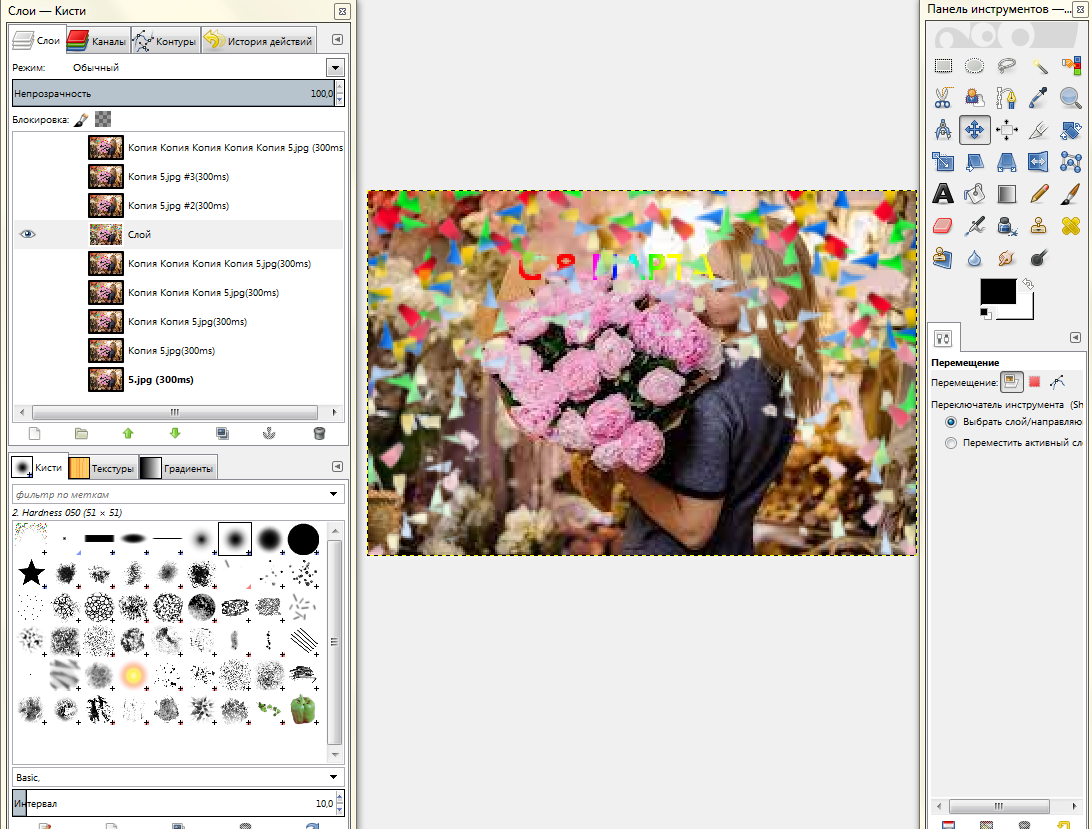 Слои — Кисти
Слои
Каналы
Контуры
История действий
Режим: Обычный
Непрозрачность 100,0
Блокировка:
Копия Копия Копия Копия Копия 5.jpg (300ms
Копия 5.jpg #3(300ms)
Копия 5.jpg #2(300ms)
Слой
Копия Копия Копия Копия 5.jpg(300ms)
Копия Копия Копия 5.jpg(300ms)
Копия Копия 5.jpg(300ms)
Копия 5.jpg(300ms)
5.jpg (300ms)
Кисти
Текстуры
Градиенты
фильтр по меткам
2. Hardness 050 (51 × 51)
Basic,
Интервал 10,0
С 8 МАРТА
Панель инструментов —...
Перемещение
Перемещение:
Переключатель инструмента (Sh
Выбрать слой/направляю
Переместить активный сл